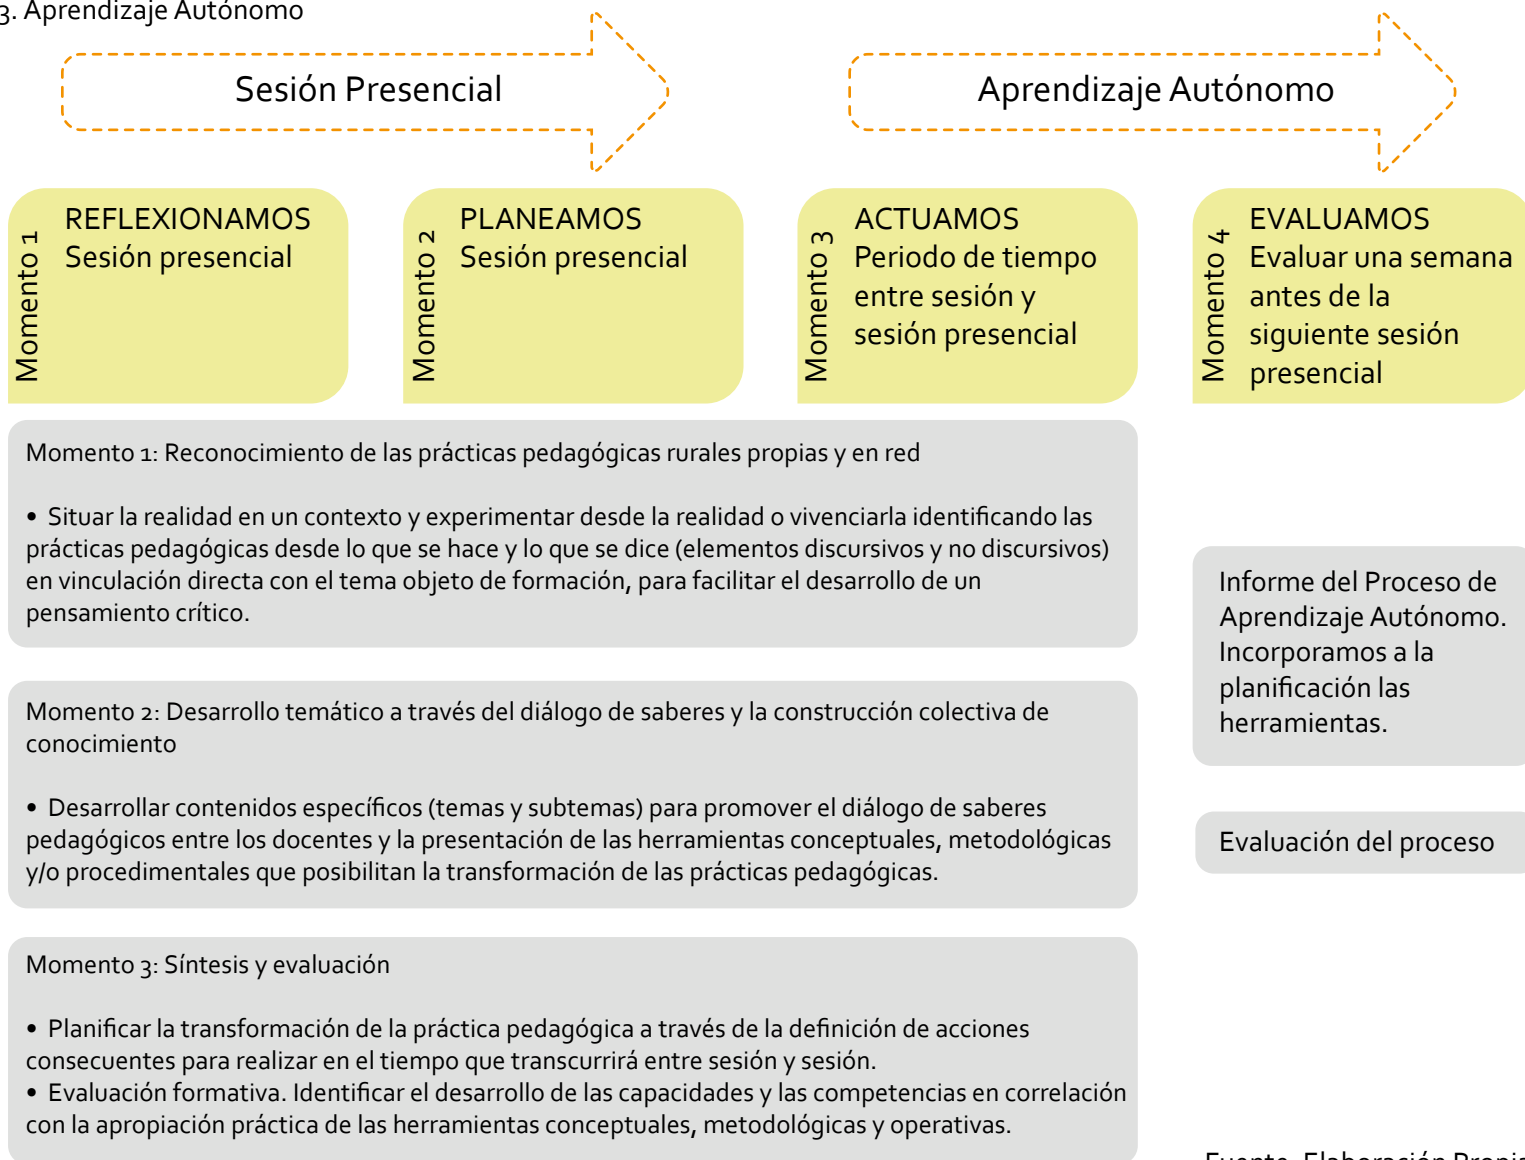 3. Aprendizaje Autónomo
Sesión Presencial
Aprendizaje Autónomo
Momento 1
REFLEXIONAMOS
Sesión presencial
Momento 2
PLANEAMOS
Sesión presencial
Momento 3
ACTUAMOS
Periodo de tiempo
entre sesión y
sesión presencial
Momento 4
EVALUAMOS
Evaluar una semana
antes de la
siguiente sesión
presencial
Momento 1: Reconocimiento de las prácticas pedagógicas rurales propias y en red
• Situar la realidad en un contexto y experimentar desde la realidad o vivenciarla identificando las
prácticas pedagógicas desde lo que se hace y lo que se dice (elementos discursivos y no discursivos)
en vinculación directa con el tema objeto de formación, para facilitar el desarrollo de un
pensamiento crítico.
Momento 2: Desarrollo temático a través del diálogo de saberes y la construcción colectiva de
conocimiento
• Desarrollar contenidos específicos (temas y subtemas) para promover el diálogo de saberes
pedagógicos entre los docentes y la presentación de las herramientas conceptuales, metodológicas
y/o procedimentales que posibilitan la transformación de las prácticas pedagógicas.
Momento 3: Síntesis y evaluación
• Planificar la transformación de la práctica pedagógica a través de la definición de acciones
consecuentes para realizar en el tiempo que transcurrirá entre sesión y sesión.
• Evaluación formativa. Identificar el desarrollo de las capacidades y las competencias en correlación
con la apropiación práctica de las herramientas conceptuales, metodológicas y operativas.
Informe del Proceso de
Aprendizaje Autónomo.
Incorporamos a la
planificación las
herramientas.
Evaluación del proceso
Fuente. Elaboración Propia